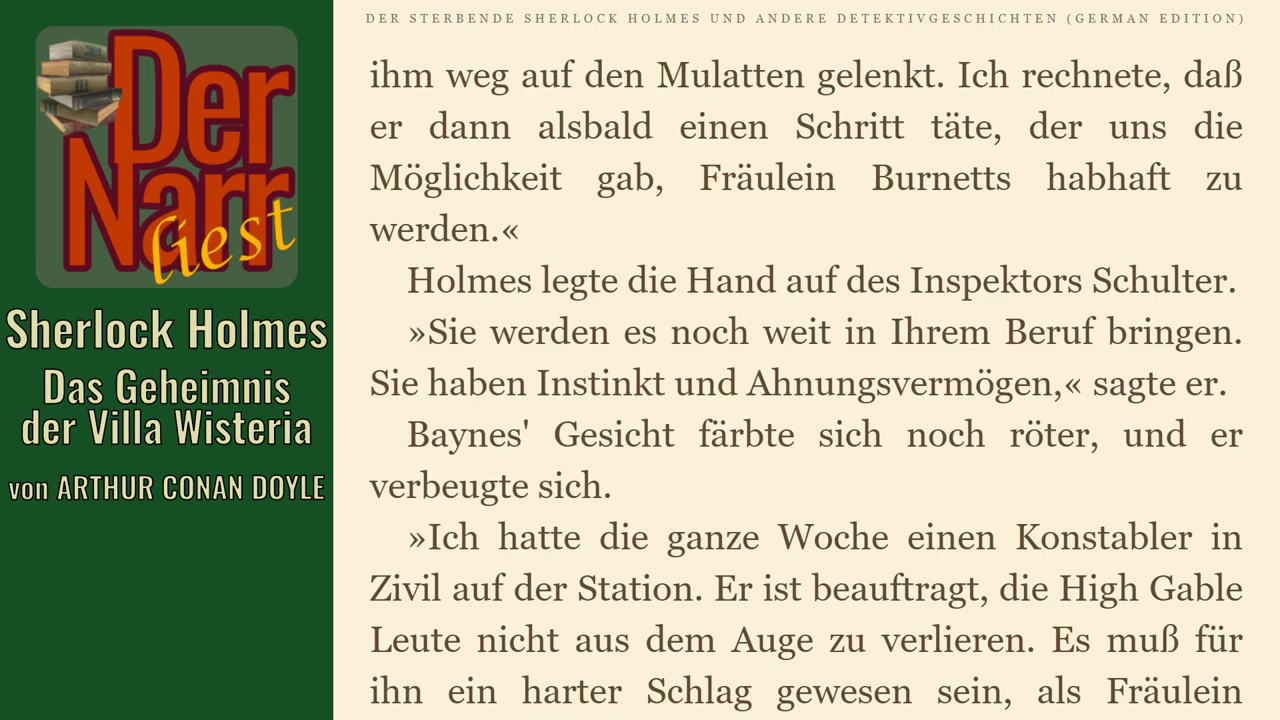 Der
Narr
liest
Sherlock Holmes
Das Geheimnis
der Villa Wisteria
von ARTHUR CONAN DOYLE
DER STERBENDE SHERLOCK HOLMES UND ANDERE DETEKTIVGESCHICHTEN (GERMAN EDITION)
ihm weg auf den Mulatten gelenkt. Ich rechnete, daß
er dann alsbald einen Schritt täte, der uns die
Möglichkeit gab, Fräulein Burnetts habhaft zu
werden.«
Holmes legte die Hand auf des Inspektors Schulter.
»Sie werden es noch weit in Ihrem Beruf bringen.
Sie haben Instinkt und Ahnungsvermögen,« sagte er.
Baynes' Gesicht färbte sich noch röter, und er
verbeugte sich.
»Ich hatte die ganze Woche einen Konstabler in
Zivil auf der Station. Er ist beauftragt, die High Gable
Leute nicht aus dem Auge zu verlieren. Es muß für
ihn ein harter Schlag gewesen sein, als Fräulein